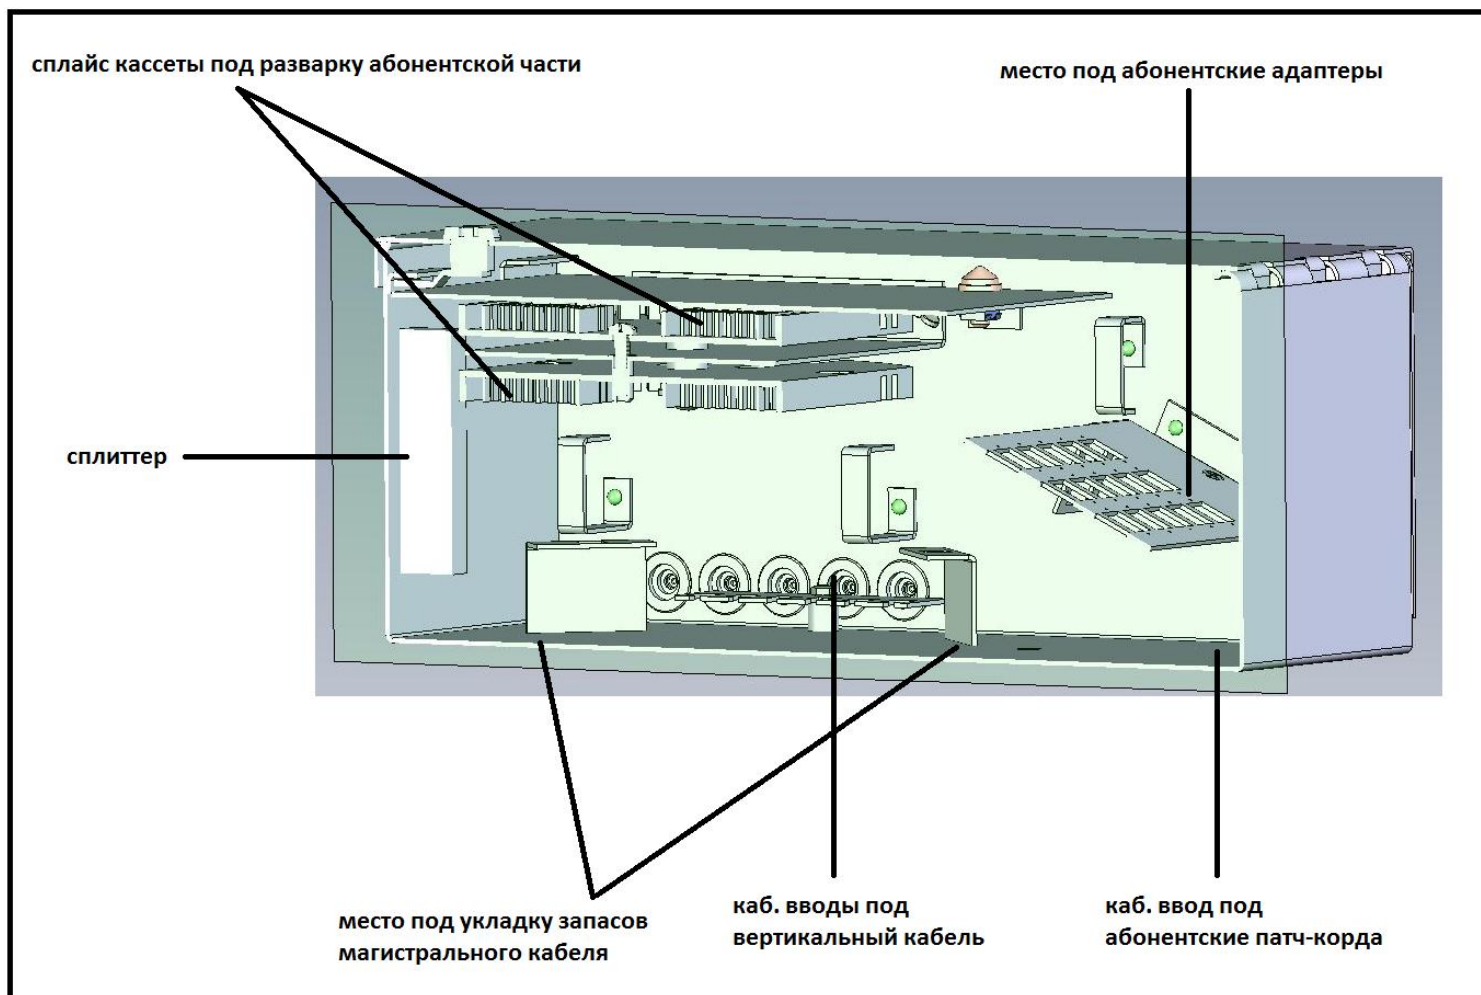 сплайс кассеты под разварку абонентской части
место под абонентские адаптеры
сплиттер
место под укладку запасов
магистрального кабеля
каб. вводы под
вертикальный кабель
каб. ввод под
абонентские патч-корда